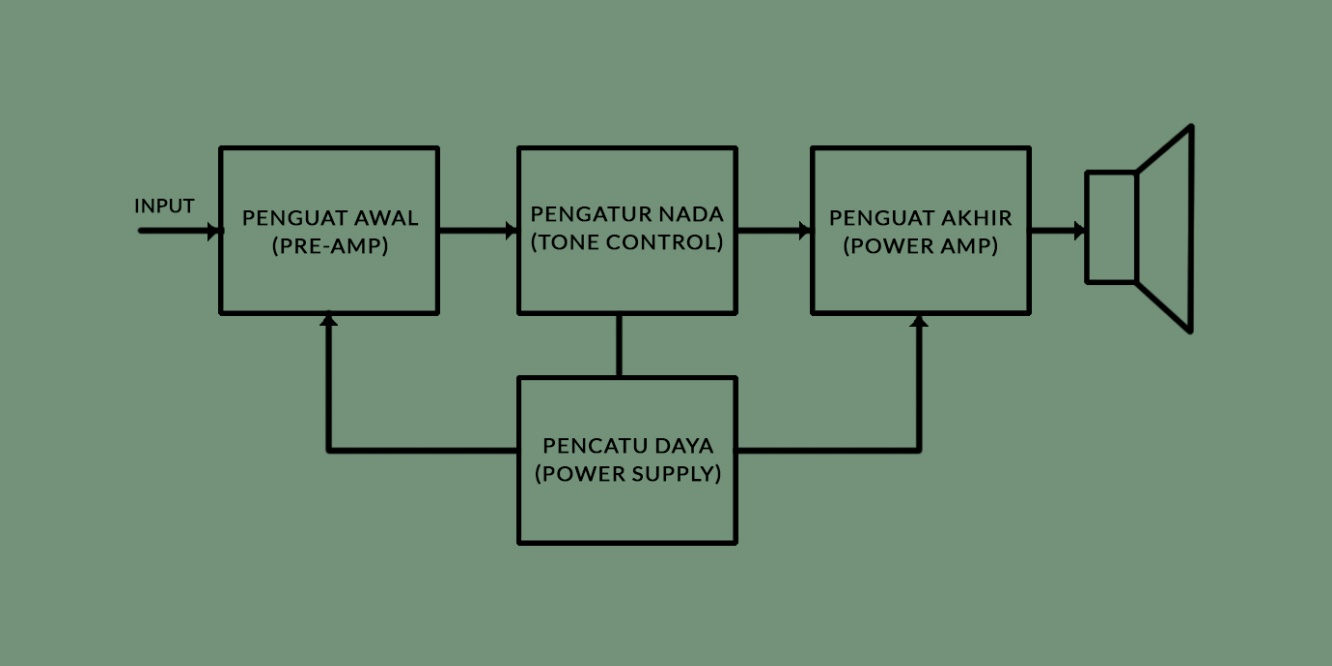 INPUT
PENGUAT AWAL
(PRE-AMP)
PENGATUR NADA
(TONE CONTROL)
PENGUAT AKHIR
(POWER AMP)
PENCATU DAYA
(POWER SUPPLY)